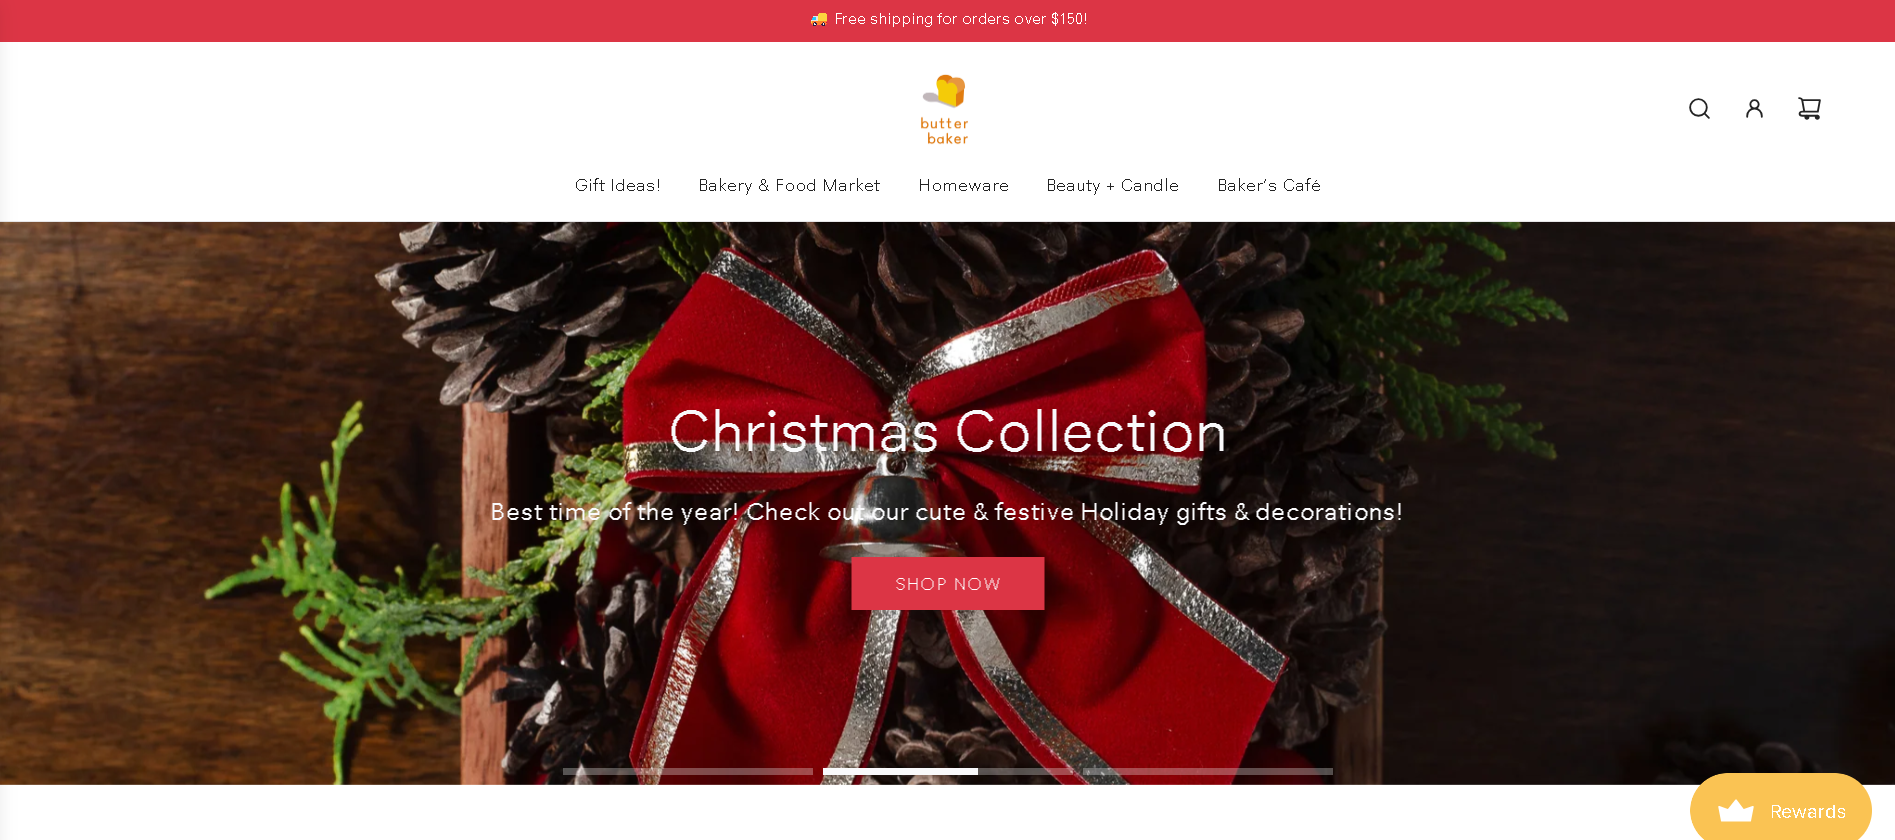 Free shipping for orders over $150!
butter
baker
Gift Ideas! Bakery & Food Market Homeware Beauty + Candle Baker's Café
Christmas Collection
Best time of the year! Check out our cute & festive Holiday gifts & decorations!
SHOP NOW
Rewards